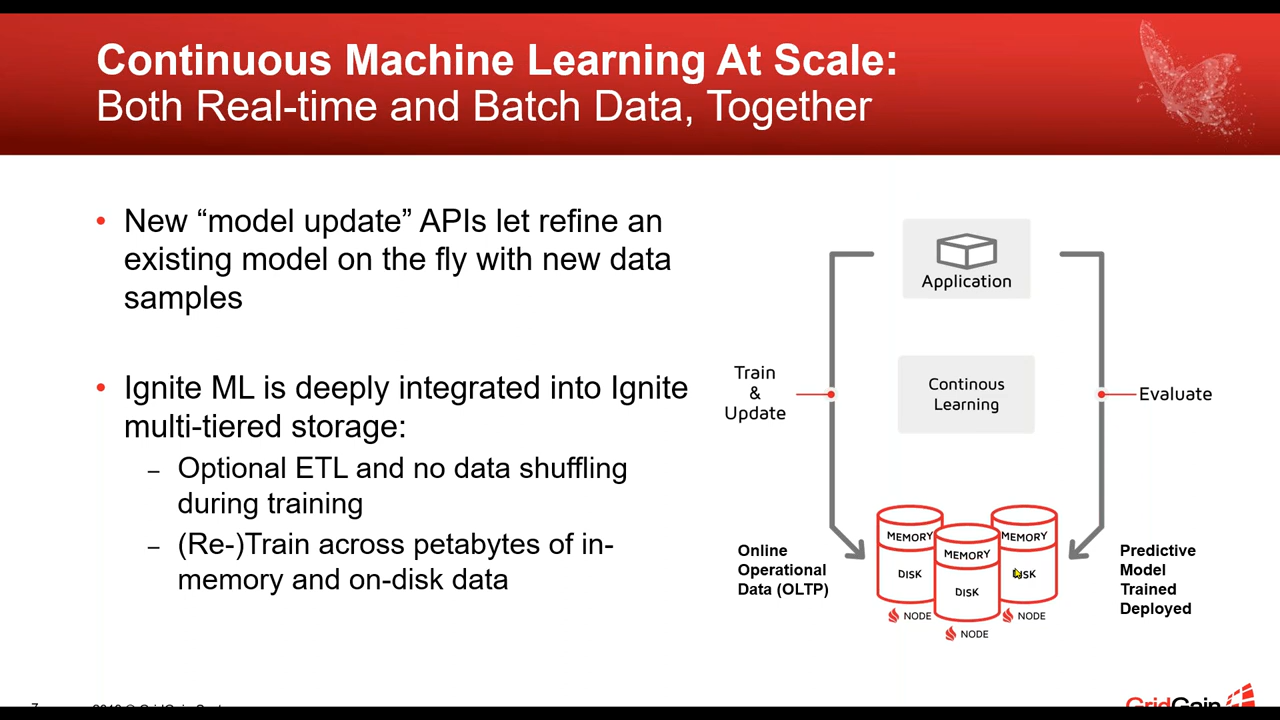 Continuous Machine Learning At Scale:
Both Real-time and Batch Data, Together
• New “model update” APIs let refine an
existing model on the fly with new data
samples
• Ignite ML is deeply integrated into Ignite
multi-tiered storage:
– Optional ETL and no data shuffling
during training
– (Re-)Train across petabytes of in-
memory and on-disk data
Application
Train
&
Update
Continous
Learning
Evaluate
Online
Operational
Data (OLTP)
MEMORY
DISK
NODE
MEMORY
DISK
NODE
MEMORY
DISK
NODE
Predictive
Model
Trained
Deployed
GridGain